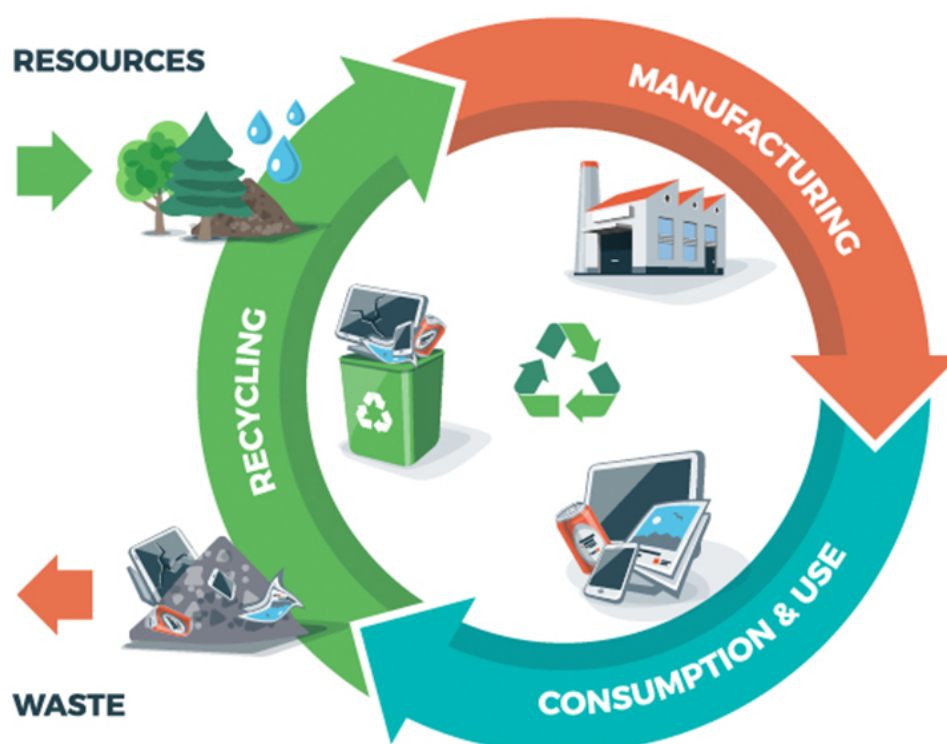 RESOURCES
MANUFACTURING
RECYCLING
CONSUMPTION & USE
WASTE